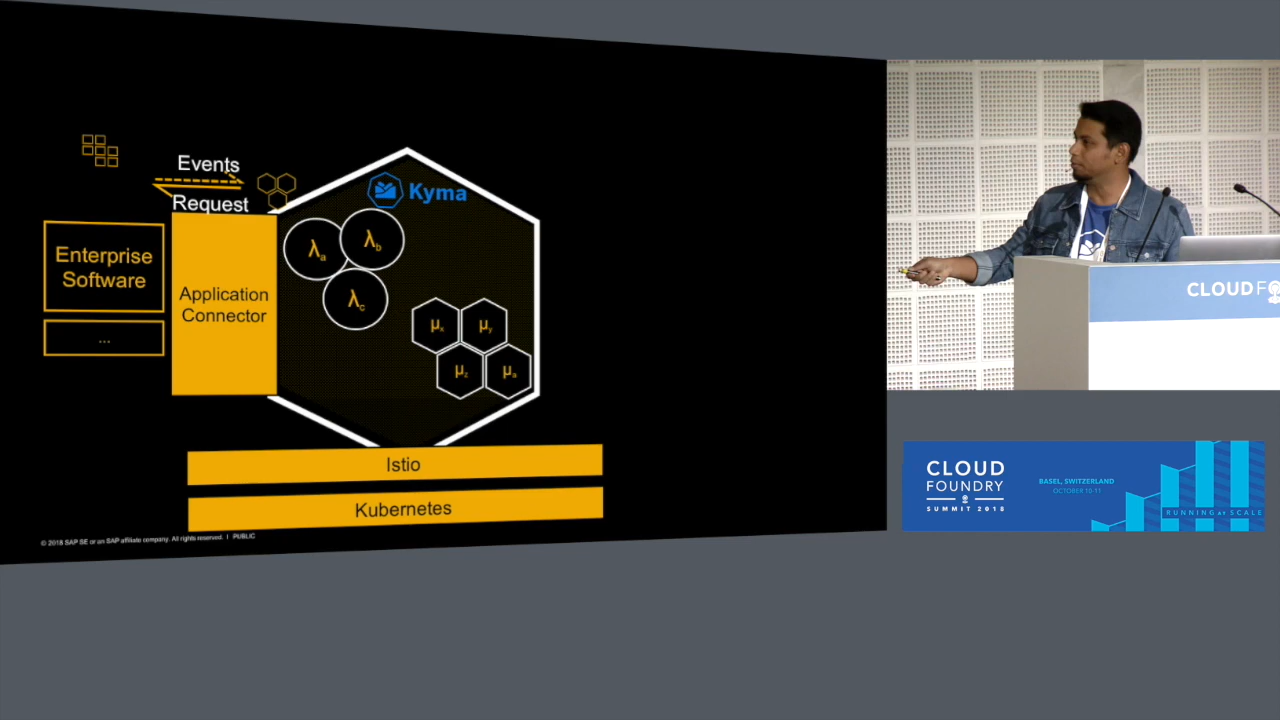 Events
Request
Kyma
Enterprise
Software
...
Application
Connector
λa
λb
λc
μx
μy
μz
μa
Istio
Kubernetes
© 2018 SAP SE or an SAP affiliate company. All rights reserved. | PUBLIC
CLOUD FO
CLOUD
FOUNDRY
SUMMIT 2018
BASEL, SWITZERLAND
OCTOBER 10-11
RUNNING AT SCALE